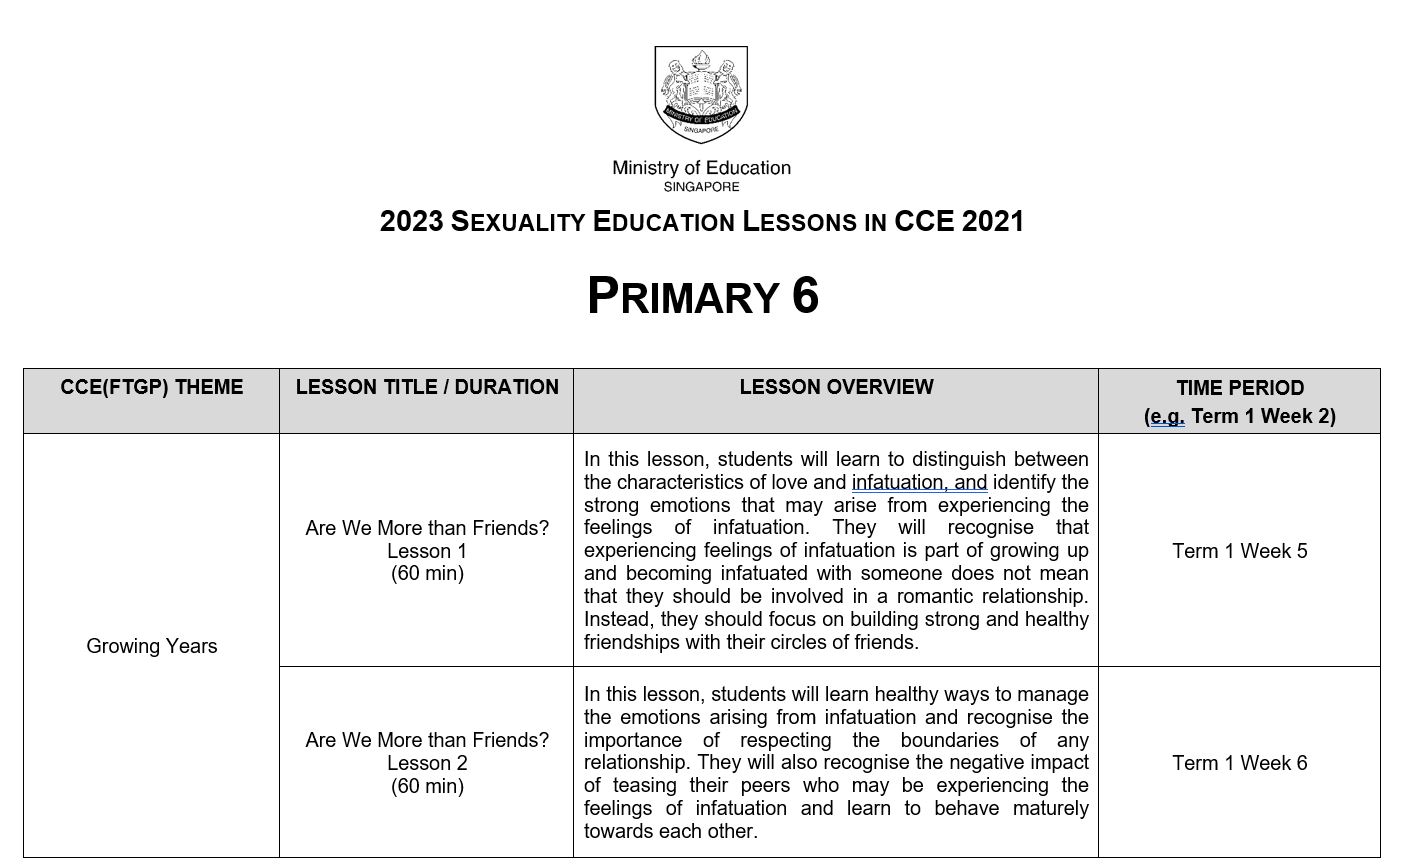 MINISTRY OF EDUCATION
SINGAPORE
Ministry of Education
SINGAPORE
2023 SEXUALITY EDUCATION LESSONS IN CCE 2021
PRIMARY 6
CCE(FTGP) THEME
LESSON TITLE / DURATION
LESSON OVERVIEW
TIME PERIOD
(e.g. Term 1 Week 2)
Growing Years
Are We More than Friends?
Lesson 1
(60 min)
In this lesson, students will learn to distinguish between
the characteristics of love and infatuation, and identify the
strong emotions that may arise from experiencing the
feelings of infatuation. They will recognise that
experiencing feelings of infatuation is part of growing up
and becoming infatuated with someone does not mean
that they should be involved in a romantic relationship.
Instead, they should focus on building strong and healthy
friendships with their circles of friends.
Term 1 Week 5
Are We More than Friends?
Lesson 2
(60 min)
In this lesson, students will learn healthy ways to manage
the emotions arising from infatuation and recognise the
importance of respecting the boundaries of any
relationship. They will also recognise the negative impact
of teasing their peers who may be experiencing the
feelings of infatuation and learn to behave maturely
towards each other.
Term 1 Week 6